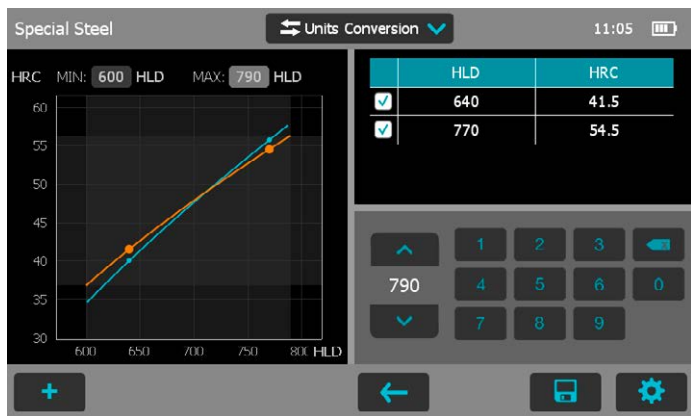 Special Steel
Units Conversion
11:05
HRC MIN: 600 HLD MAX: 790 HLD
60
55
50
45
40
35
30
600 650 700 750 800 HLD
HLD HRC
640 41.5
770 54.5
790
1 2 3
4 5 6 0
7 8 9
+